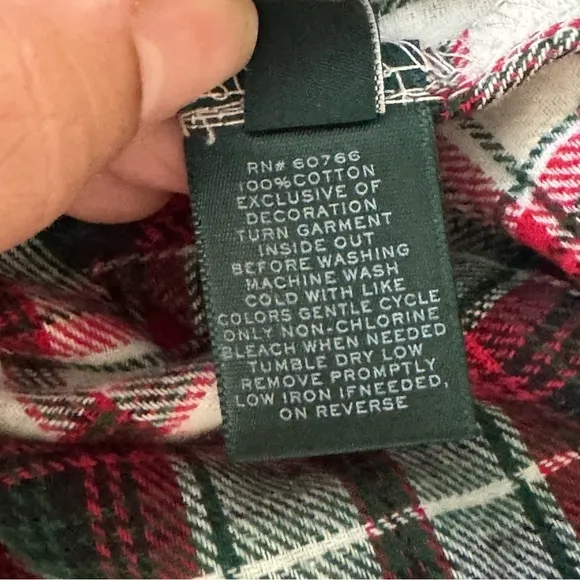 RN# 60766
100%COTTON
EXCLUSIVE OF
DECORATION
TURN GARMENT
INSIDE OUT
BEFORE WASHING
MACHINE WASH
COLD WITH LIKE
COLORS GENTLE CYCLE
ONLY NON-CHLORINE
BLEACH WHEN NEEDED
TUMBLE DRY LOW
REMOVE PROMPTLY
LOW IRON IFNEEDED,
ON REVERSE